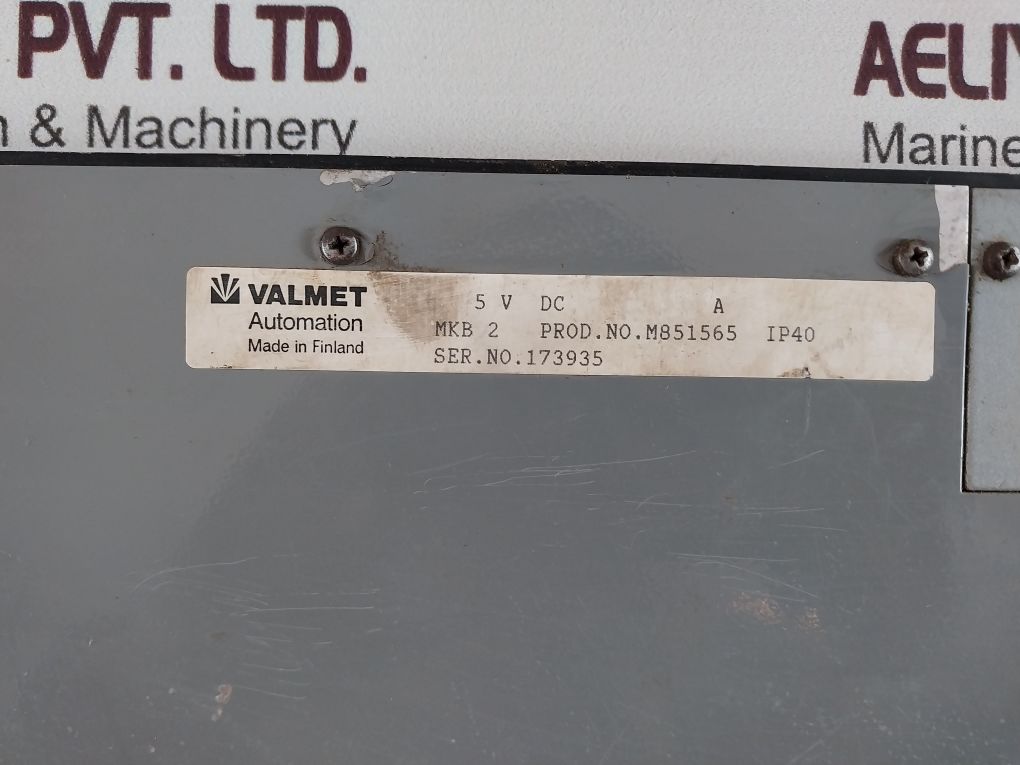 PVT. LTD.
& Machinery
AELIY
Marine
VALMET
Automation
Made in Finland
5 V DC A
MKB 2 PROD.NO.M851565 IP40
SER.NO.173935